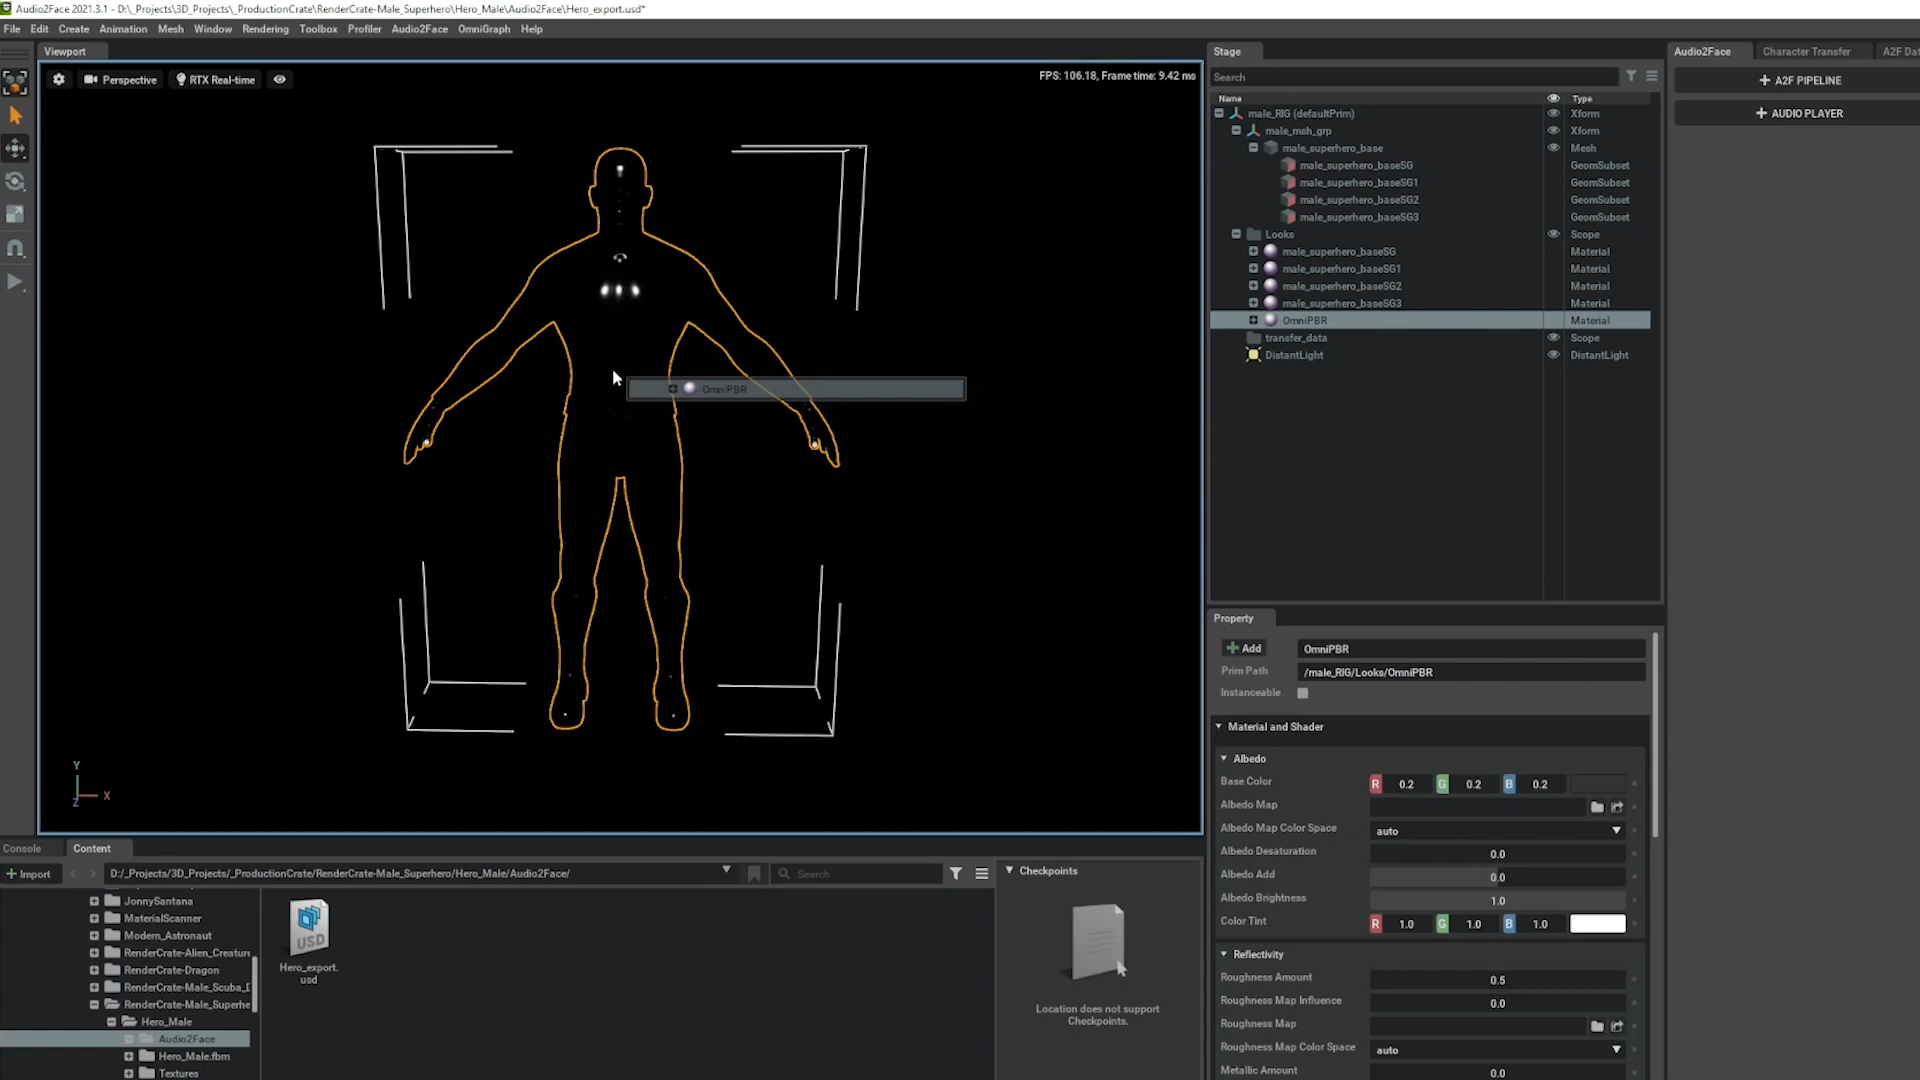 Audio2Face 2021.3.1 - D:\_Projects\3D_Projects\_ProductionCrate\RenderCrate-Male_Superhero\Hero_Male\Audio2Face\Hero_export.usd*
File Edit Create Animation Mesh Window Rendering Toolbox Profiler Audio2Face OmniGraph Help
Viewport
Perspective RTX Real-time
FPS: 106.18, Frame time: 9.42 ms
OmniPBR
Y
Z X
Stage
Search
Name Type
male_RIG (defaultPrim) Xform
male_msh_grp Xform
male_superhero_base Mesh
male_superhero_baseSG GeomSubset
male_superhero_baseSG1 GeomSubset
male_superhero_baseSG2 GeomSubset
male_superhero_baseSG3 GeomSubset
Looks Scope
male_superhero_baseSG Material
male_superhero_baseSG1 Material
male_superhero_baseSG2 Material
male_superhero_baseSG3 Material
OmniPBR Material
transfer_data Scope
DistantLight DistantLight
Audio2Face Character Transfer A2F Dat
+ A2F PIPELINE
+ AUDIO PLAYER
Property
+ Add OmniPBR
Prim Path /male_RIG/Looks/OmniPBR
Instanceable
Material and Shader
Albedo
Base Color R 0.2 G 0.2 B 0.2
Albedo Map
Albedo Map Color Space auto
Albedo Desaturation 0.0
Albedo Add 0.0
Albedo Brightness 1.0
Color Tint R 1.0 G 1.0 B 1.0
Reflectivity
Roughness Amount 0.5
Roughness Map Influence 0.0
Roughness Map
Roughness Map Color Space auto
Metallic Amount 0.0
Console Content
+ Import D:/_Projects/3D_Projects/_ProductionCrate/RenderCrate-Male_Superhero/Hero_Male/Audio2Face/ Search
JonnySantana
MaterialScanner
Modern_Astronaut
RenderCrate-Alien_Creature
RenderCrate-Dragon
RenderCrate-Male_Scuba_D
RenderCrate-Male_Superhe
Hero_Male
Audio2Face
Hero_Male.fbm
Textures
USD
Hero_export.
usd
Checkpoints
Location does not support
Checkpoints.